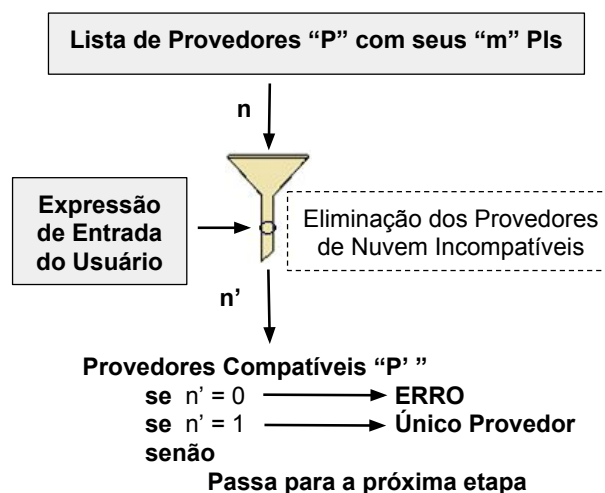 Lista de Provedores “P” com seus “m” PIs
n
Expressão
de Entrada
do Usuário
Eliminação dos Provedores
de Nuvem Incompatíveis
n’
Provedores Compatíveis “P’ ”
se n’ = 0 ERRO
se n’ = 1 Único Provedor
senão
Passa para a próxima etapa